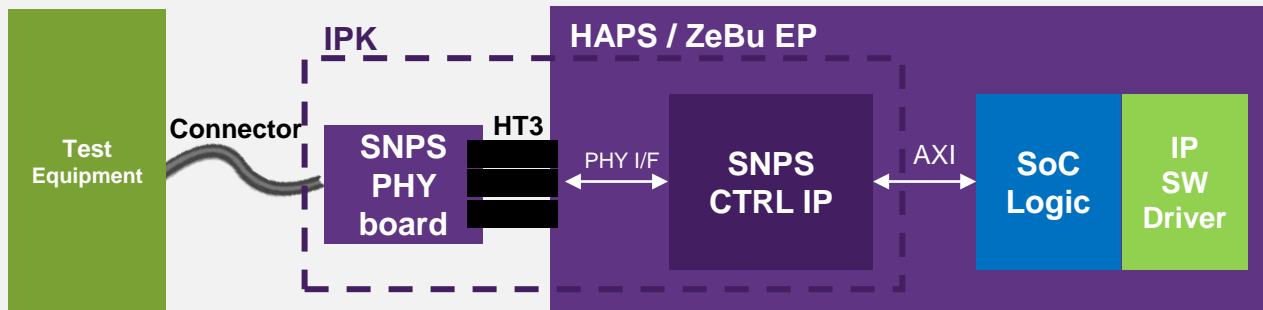 IPK
HAPS / ZeBu EP
Test
Equipment
Connector
SNPS
PHY
board
HT3
PHY I/F
SNPS
CTRL IP
AXI
SoC
Logic
IP
SW
Driver